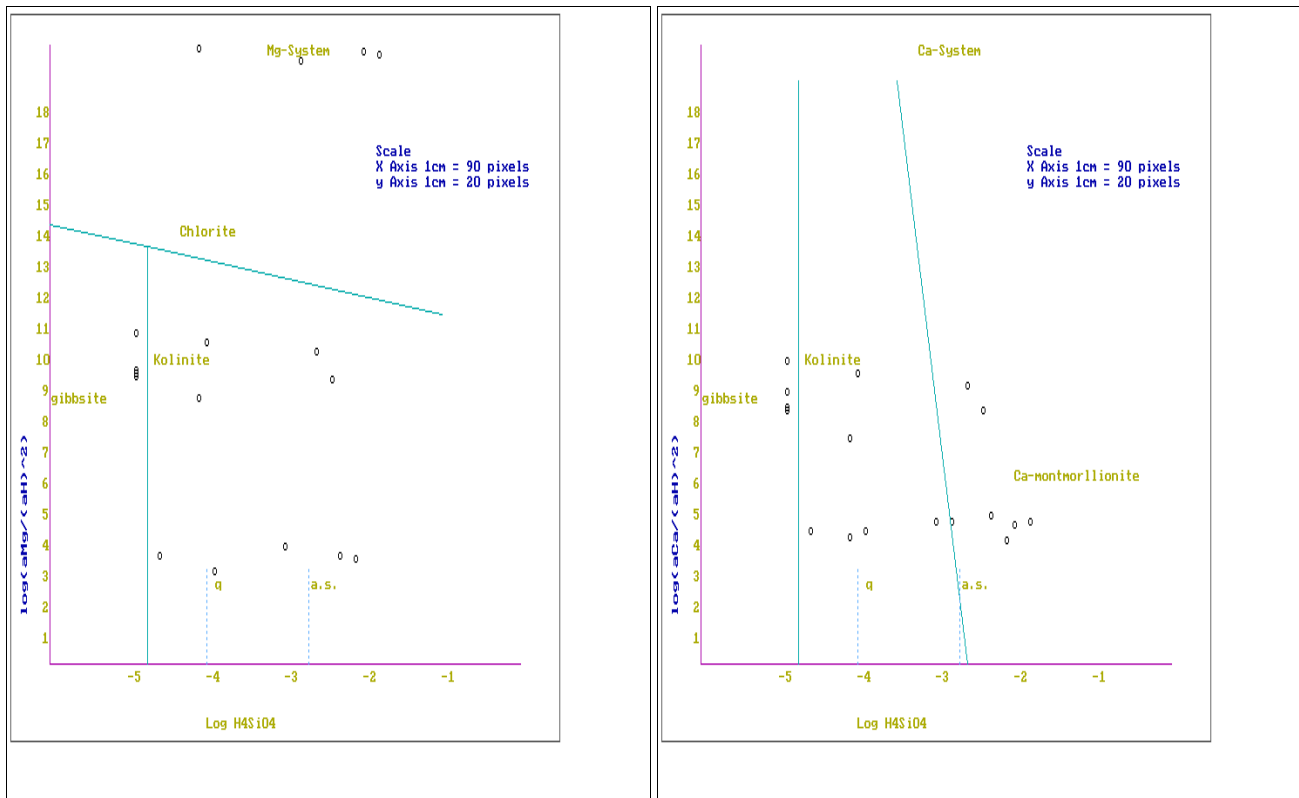 Mg-System
18
17
Scale
16
X Axis 1cm = 90 pixels
y Axis 1cm = 20 pixels
15
14
Chlorite
13
12
11
10
Kolinite
9
gibbsite
8
7
6
5
4
3
q
a.s.
2
1
log(aMg/(aH)^2)
-5 -4 -3 -2 -1
Log H4SiO4
Ca-System
18
17
Scale
16
X Axis 1cm = 90 pixels
y Axis 1cm = 20 pixels
15
14
13
12
11
10
Kolinite
9
gibbsite
8
7
6
Ca-montmorllionite
5
4
3
q
a.s.
2
1
log(aCa/(aH)^2)
-5 -4 -3 -2 -1
Log H4SiO4